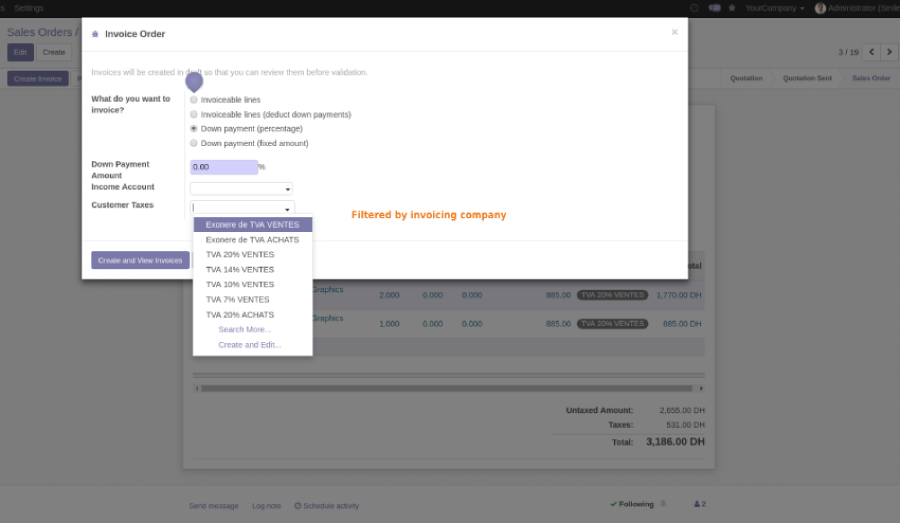 Settings
YourCompany
Administrator (Smile
Sales Orders /
Invoice Order
×
Edit
Create
3 / 19
Invoices will be created in draft so that you can review them before validation.
Create Invoice
Quotation
Quotation Sent
Sales Order
What do you want to
invoice?
Invoiceable lines
Invoiceable lines (deduct down payments)
Down payment (percentage)
Down payment (fixed amount)
Down Payment
Amount
0.00
%
Income Account
Customer Taxes
Filtered by invoicing company
Exonere de TVA VENTES
Exonere de TVA ACHATS
TVA 20% VENTES
TVA 14% VENTES
TVA 10% VENTES
TVA 7% VENTES
TVA 20% ACHATS
Search More...
Create and Edit...
Create and View Invoices
otal
Graphics
2.000 0.000 0.000 885.00 TVA 20% VENTES 1,770.00 DH
Graphics
1.000 0.000 0.000 885.00 TVA 20% VENTES 885.00 DH
Untaxed Amount: 2,655.00 DH
Taxes: 531.00 DH
Total: 3,186.00 DH
Send message
Log note
Schedule activity
Following
2